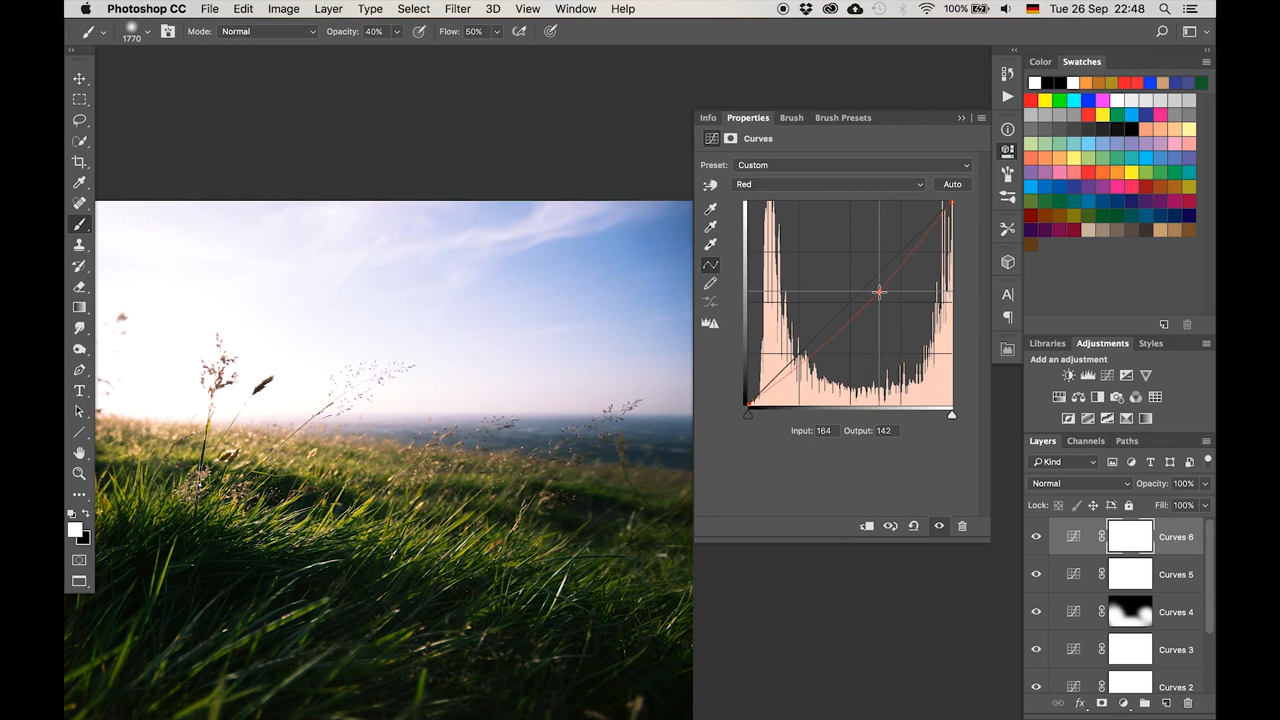 Photoshop CC File Edit Image Layer Type Select Filter 3D View Window Help 100% Tue 26 Sep 22:48
1770 Mode: Normal Opacity: 40% Flow: 50%
Color Swatches
Info Properties Brush Brush Presets
Curves
Preset: Custom
Red Auto
Input: 164 Output: 142
Libraries Adjustments Styles
Add an adjustment
Layers Channels Paths
Kind
Normal Opacity: 100%
Lock: Fill: 100%
Curves 6
Curves 5
Curves 4
Curves 3
Curves 2